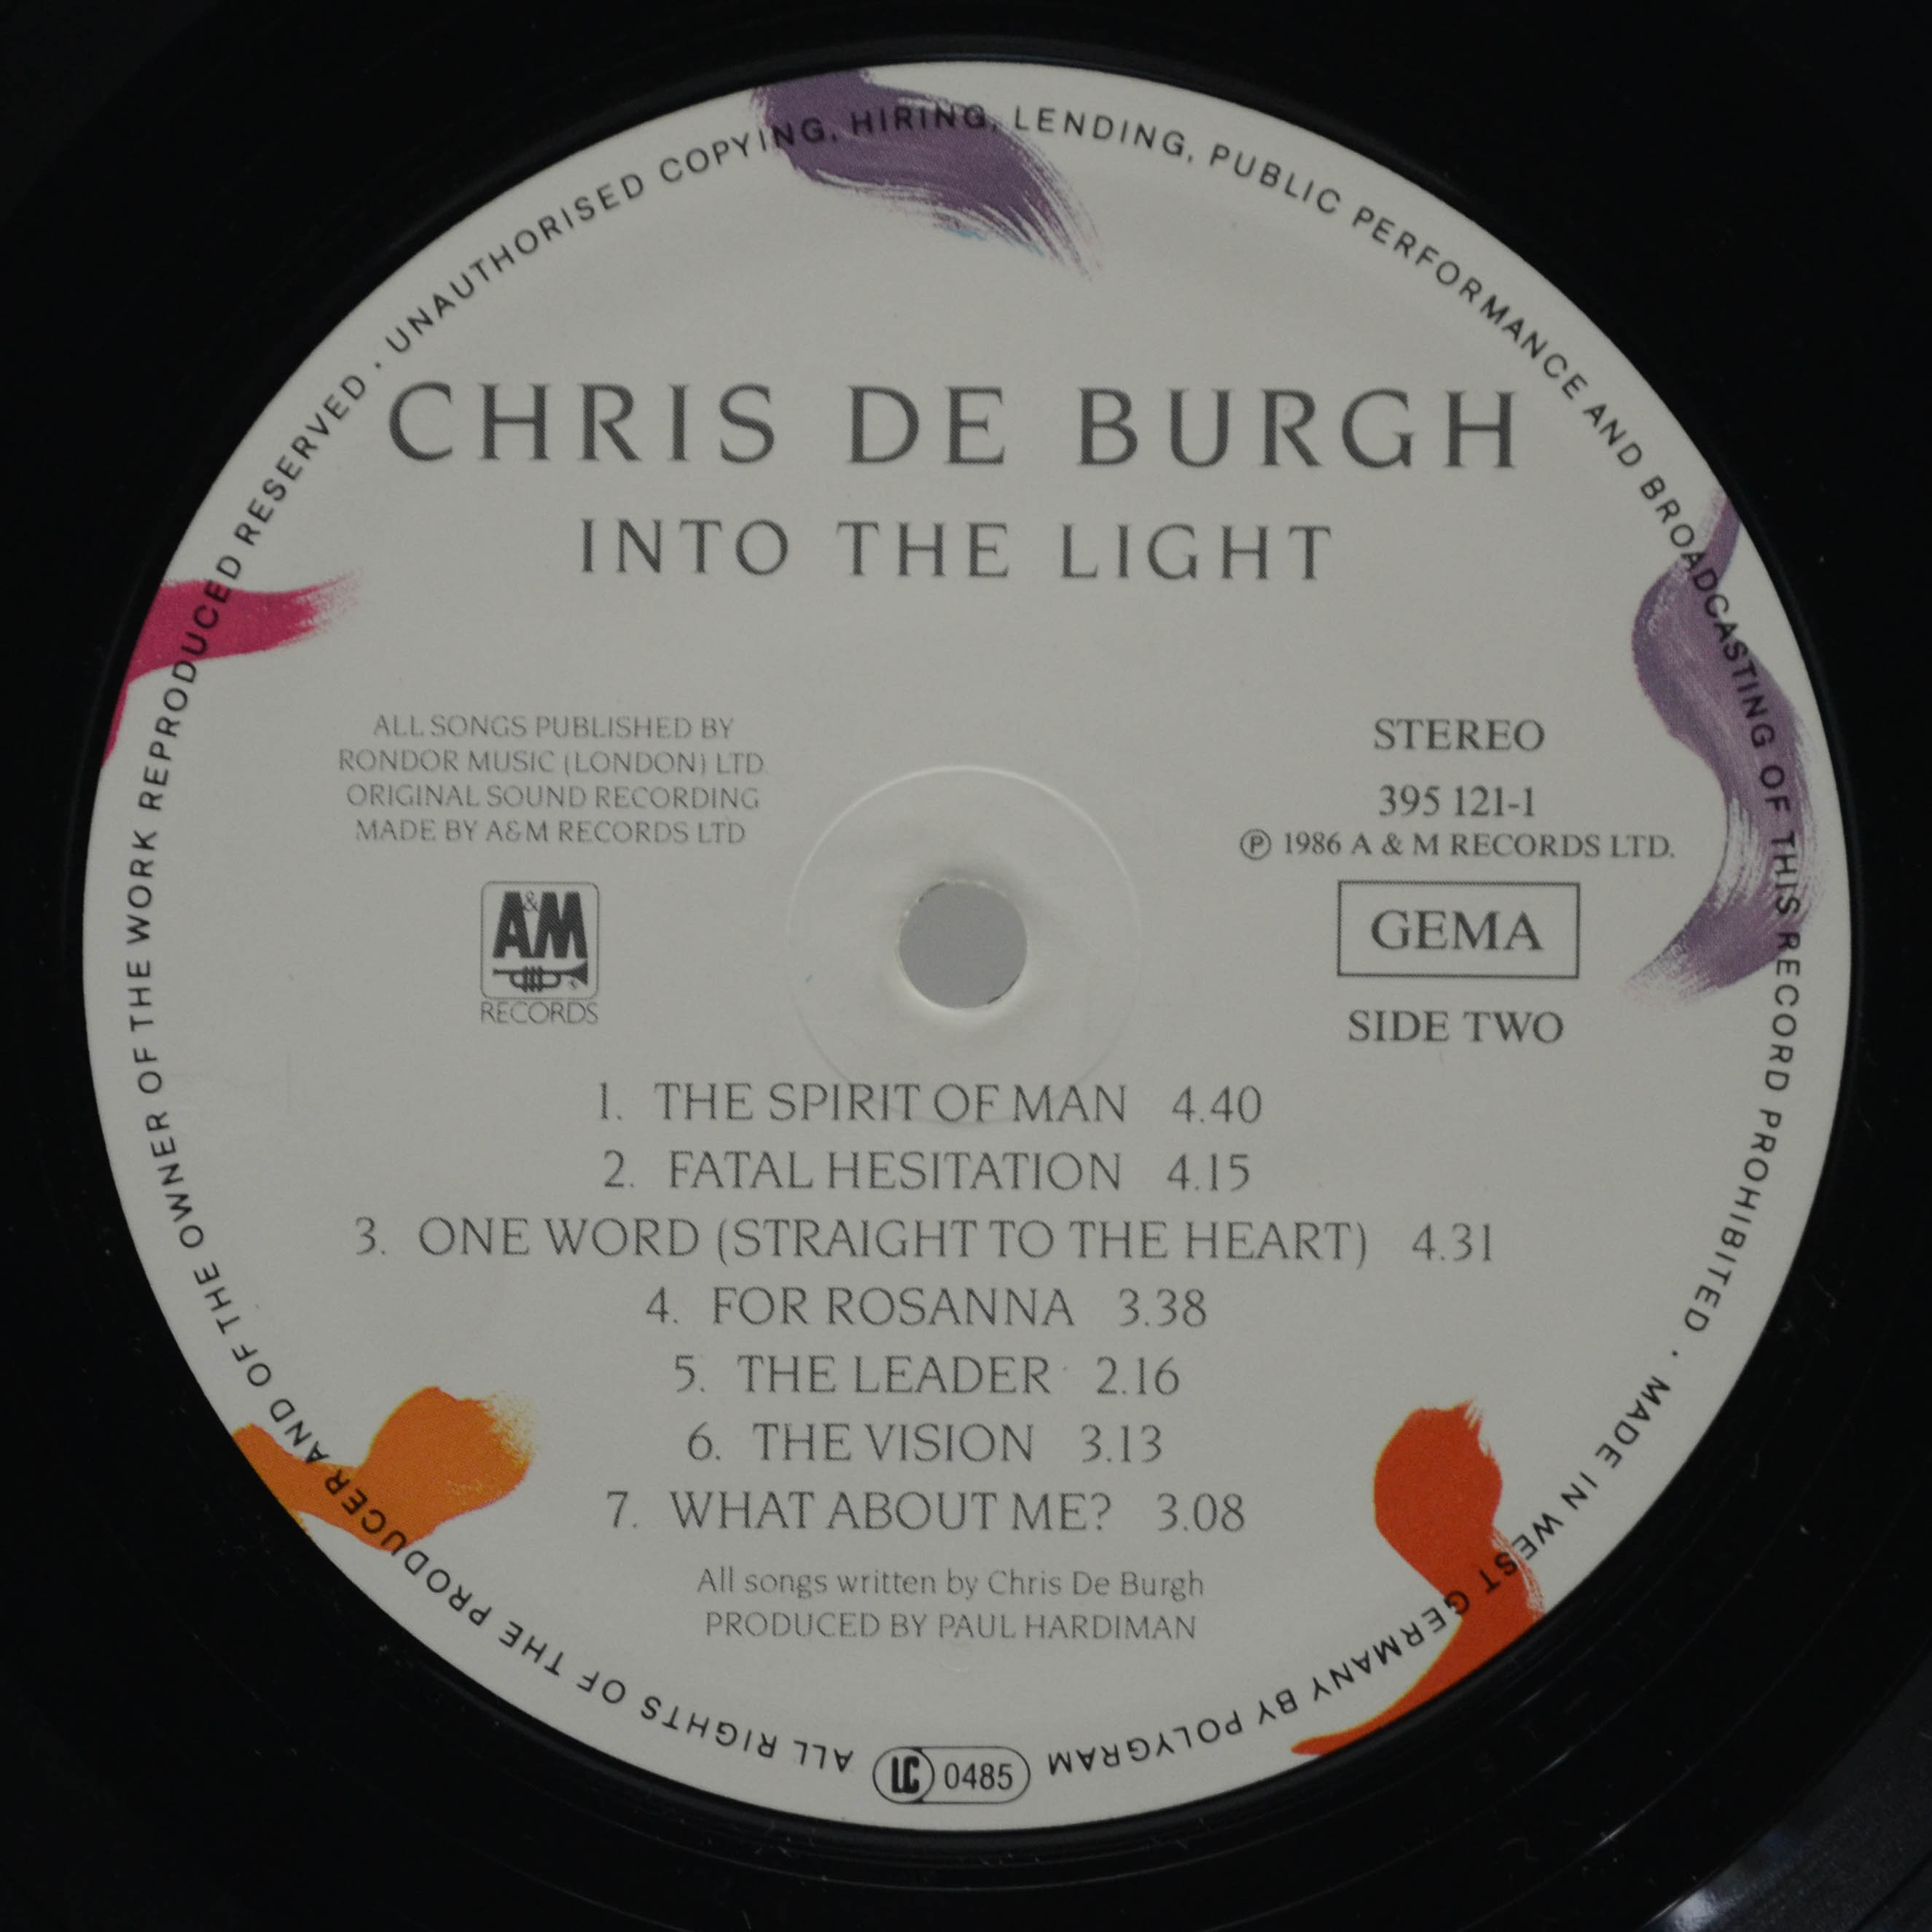 ALL RIGHTS OF THE PRODUCER AND OF THE OWNER OF THE WORK REPRODUCED RESERVED · UNAUTHORISED COPYING, HIRING, LENDING, PUBLIC PERFORMANCE AND BROADCASTING OF THIS RECORD PROHIBITED · MADE IN WEST GERMANY BY POLYGRAM
CHRIS DE BURGH
INTO THE LIGHT
ALL SONGS PUBLISHED BY
RONDOR MUSIC (LONDON) LTD.
ORIGINAL SOUND RECORDING
MADE BY A&M RECORDS LTD
A&M
RECORDS
STEREO
395 121-1
℗ 1986 A & M RECORDS LTD.
GEMA
SIDE TWO
1. THE SPIRIT OF MAN 4.40
2. FATAL HESITATION 4.15
3. ONE WORD (STRAIGHT TO THE HEART) 4.31
4. FOR ROSANNA 3.38
5. THE LEADER 2.16
6. THE VISION 3.13
7. WHAT ABOUT ME? 3.08
All songs written by Chris De Burgh
PRODUCED BY PAUL HARDIMAN
LC 0485